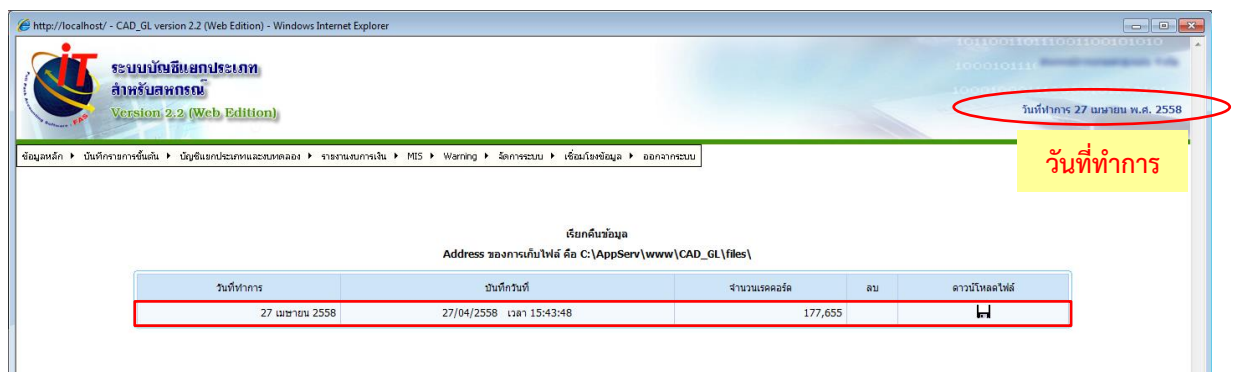 http://localhost/ - CAD_GL version 2.2 (Web Edition) - Windows Internet Explorer
iT
ระบบบัญชีแยกประเภท
สำหรับสหกรณ์
Version 2.2 (Web Edition)
วันที่ทำการ 27 เมษายน พ.ศ. 2558
วันที่ทำการ
ข้อมูลหลัก บันทึกรายการขั้นต้น บัญชีแยกประเภทและงบทดลอง รายงานงบการเงิน MIS Warning จัดการระบบ เชื่อมโยงข้อมูล ออกจากระบบ
เรียกคืนข้อมูล
Address ของการเก็บไฟล์ คือ C:\AppServ\www\CAD_GL\files\
วันที่ทำการ บันทึกวันที่ จำนวนเรคคอร์ด ลบ ดาวน์โหลดไฟล์
27 เมษายน 2558 27/04/2558 เวลา 15:43:48 177,655